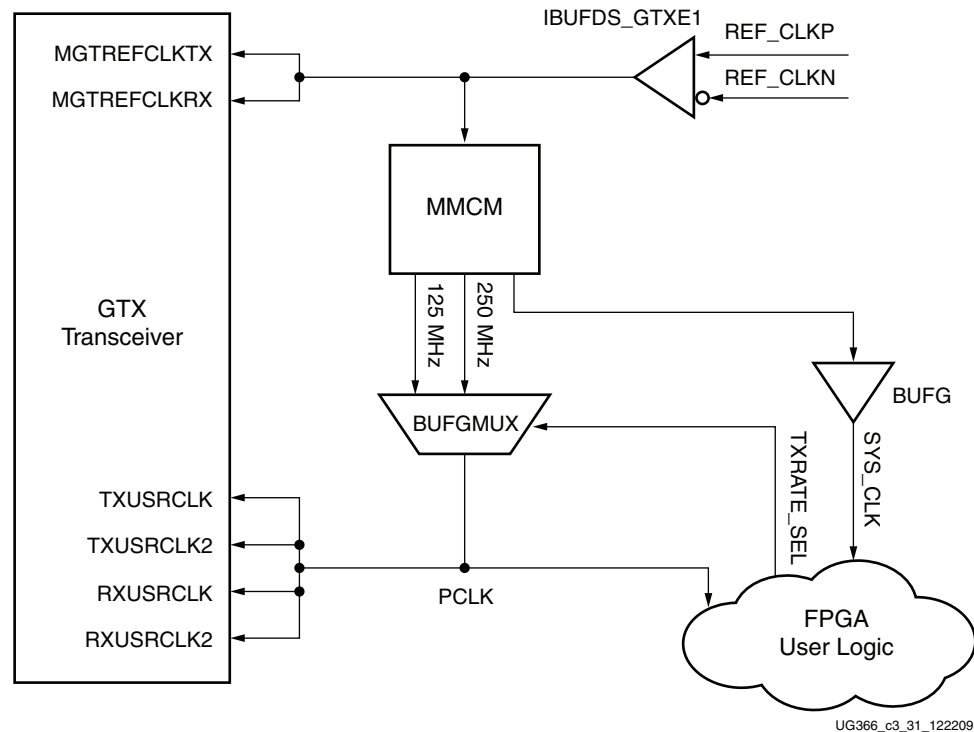 IBUFDS_GTXE1
REF_CLKP
MGTREFCLKTX
REF_CLKN
MGTREFCLKRX
MMCM
125 MHz
250 MHz
GTX
Transceiver
BUFG
BUFGMUX
TXRATE_SEL
SYS_CLK
TXUSRCLK
TXUSRCLK2
RXUSRCLK
PCLK
RXUSRCLK2
FPGA
User Logic
UG366_c3_31_122209